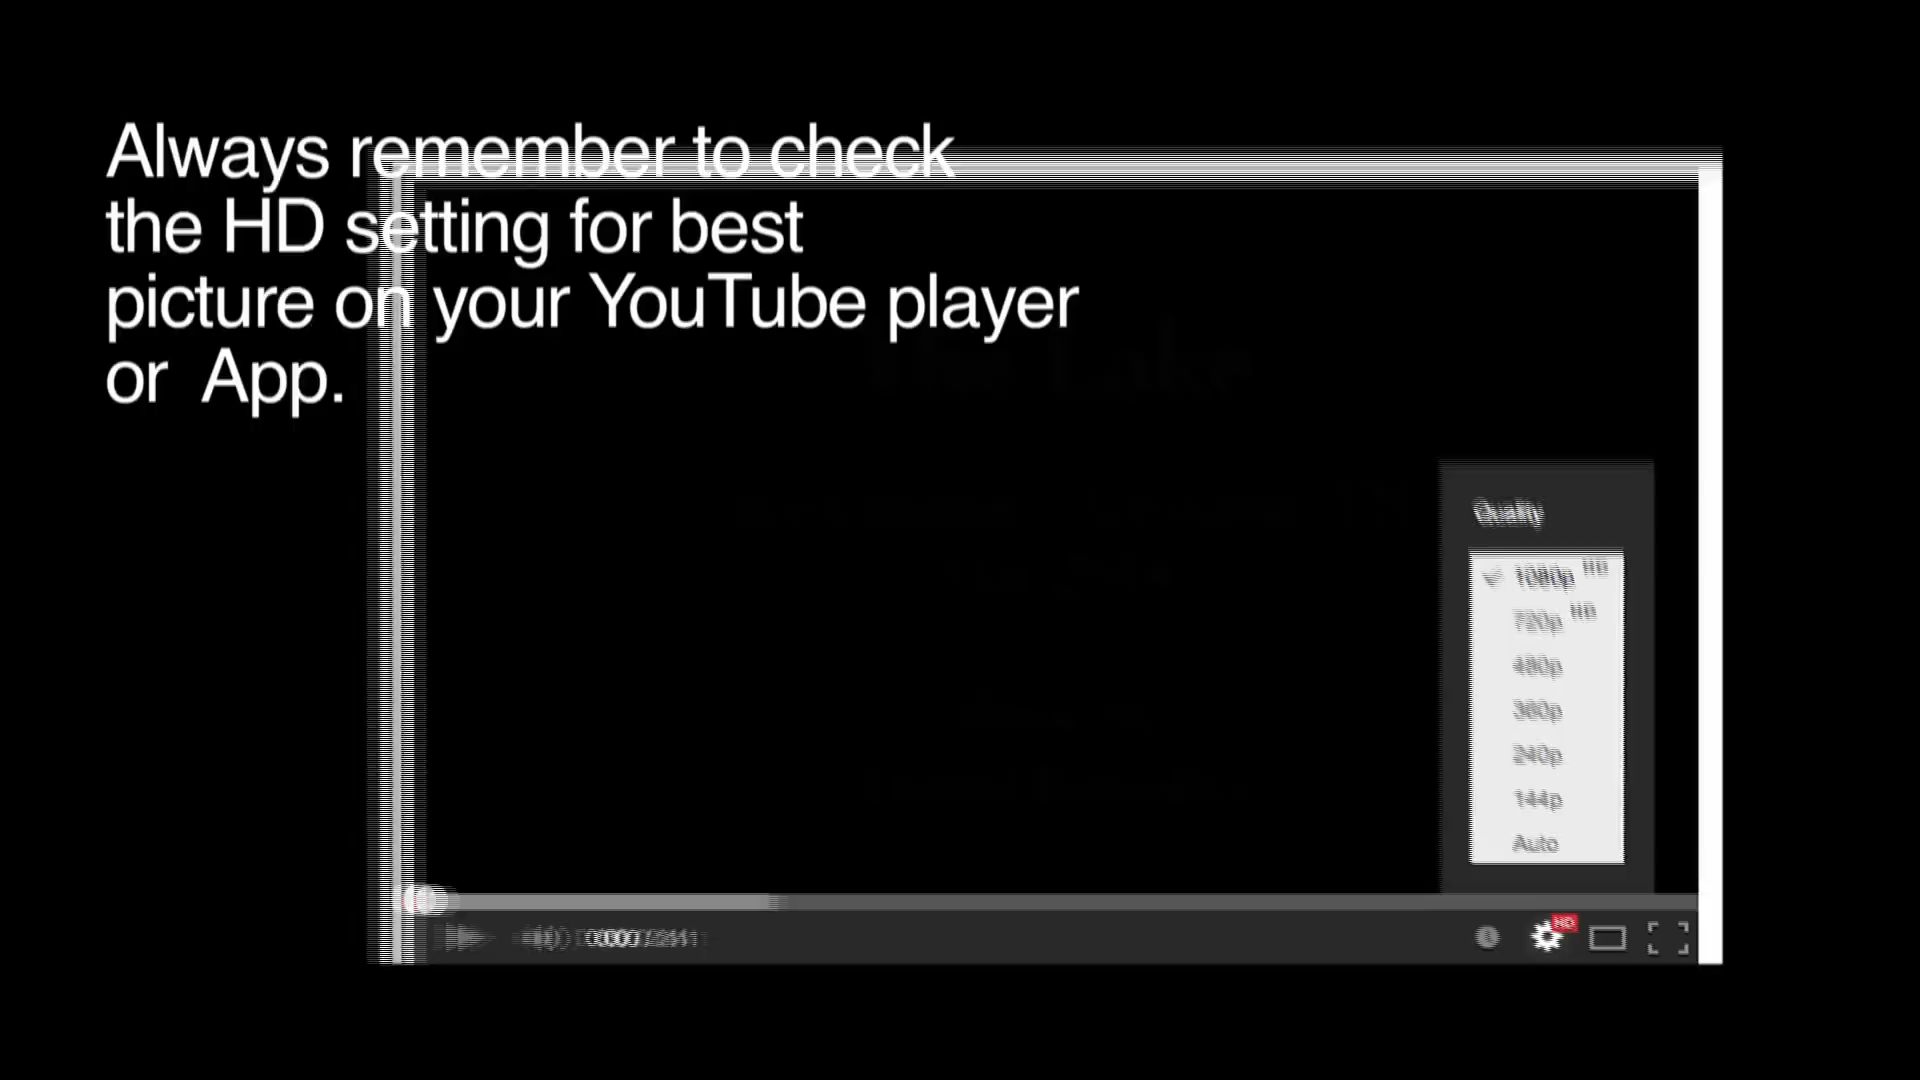 Always remember to check
the HD setting for best
picture on your YouTube player
or App.
Quality
1080p HD
720p HD
480p
360p
240p
144p
Auto
HD